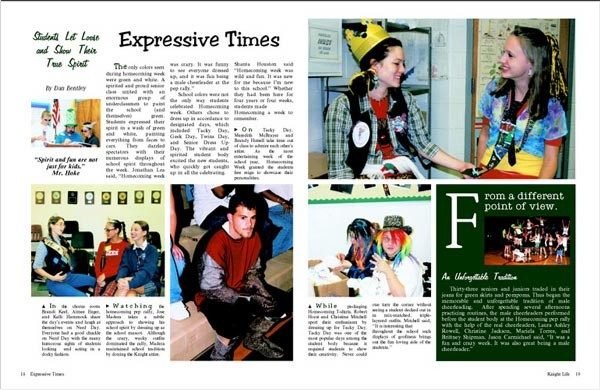 Students Let Loose
and Show Their
True Spirit
By Dan Bentley
"Spirit and fun are not
just for kids."
Mr. Hoke
Expressive Times
The only colors seen
during homecoming week
were green and white. A
spirited and proud senior
class united with an
enormous group of
underclassmen to paint
the school (and
themselves) green.
Students expressed their
spirit in a wash of green
and white, painting
everything from faces to
cars. They dazzled
spectators with their
numerous displays of
school spirit throughout
the week. Jonathan Lea
said, "Homecoming week
was crazy. It was funny
to see everyone dressed
up, and it was fun being
a male cheerleader at the
pep rally."
School colors were not
the only way students
celebrated Homecoming
week. Others chose to
dress up in accordance to
designated days, which
included Tacky Day,
Geek Day, Twins Day,
and Senior Dress Up
Day. The vibrant and
spirited student body
excited the new students,
who quickly got caught
up in all the celebrating.
Shanta Houston said
"Homecoming week was
wild and fun. It was new
for me because I'm new
to this school." Whether
they had been here for
four years or four weeks,
students made
Homecoming a week to
remember.
► On Tacky Day,
Meredith McBrayer and
Beverly Howell take time out
of class to admire each other's
attire. As the most
entertaining week of the
school year, Homecoming
Week granted the students
free reign to showcase their
personalities.
▲ In the chorus room
Brandi Keel, Aimee Esger,
and Kelli Hammock share
the day's events and laugh at
themselves on Nerd Day.
Everyone had a good chuckle
on Nerd Day with the many
humorous sights of students
looking and acting in a
dorky fashion.
► Watching the
homecoming pep rally, Jose
Madera takes a subtle
approach in showing his
school spirit by dressing up as
the school mascot. Although
the crazy, wacky outfits
dominated the rally, Madera
maintained school tradition
by donning the Knight attire.
▲ While packaging
Homecoming T-shirts, Robert
Hoist and Christina Mitchell
pool their enthusiasm by
dressing up for Tacky Day.
Tacky Day was one of the
most popular days among the
student body because it
required students to show
their creativity. Never could
one turn the corner without
seeing a student decked out in
in mix-matched, triple-
layered outfits. Mitchell said,
"It is interesting that
throughout the school such
displays of goofiness brings
out the fun loving side of the
students."
From a different
point of view.
An Unforgettable Tradition
Thirty-three seniors and juniors traded in their
jeans for green skirts and pompoms. Thus began the
memorable and unforgettable tradition of male
cheerleading. After spending several afternoons
practicing routines, the male cheerleaders performed
before the student body at the Homecoming pep rally
with the help of the real cheerleaders, Laura Ashley
Rowell, Christine Jackson, Mariela Torres, and
Brittany Shipman. Jason Carmichael said, "It was a
fun and crazy week. It was also great being a male
cheerleader."
18 Expressive Times
Knight Life 19